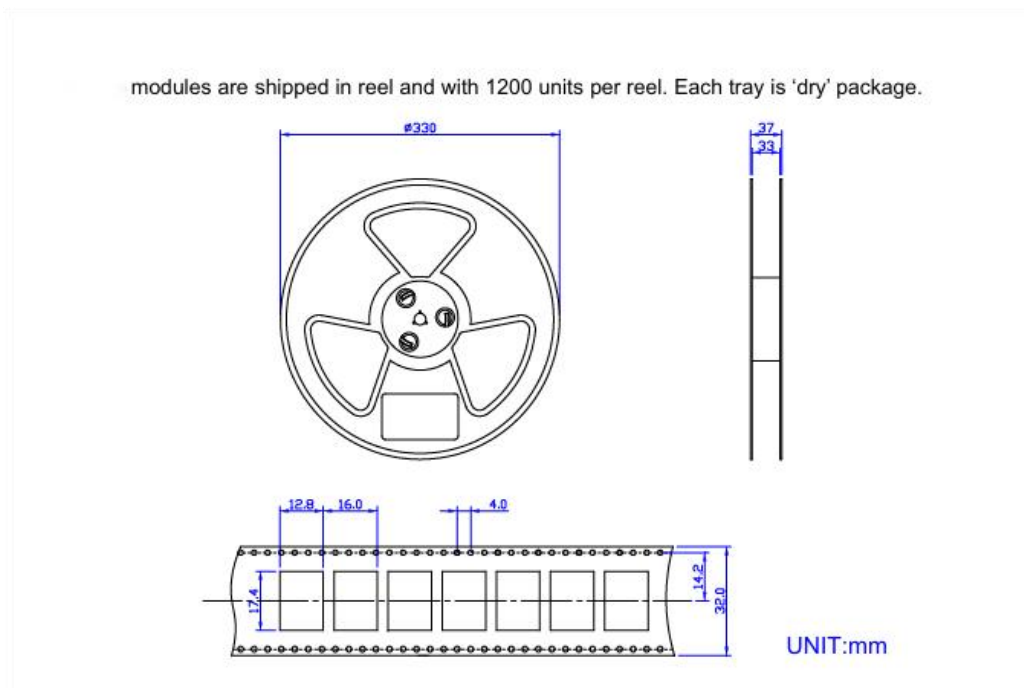 modules are shipped in reel and with 1200 units per reel. Each tray is ‘dry’ package.
ø330
37
33
12.8
16.0
4.0
17.4
14.2
32.0
UNIT:mm